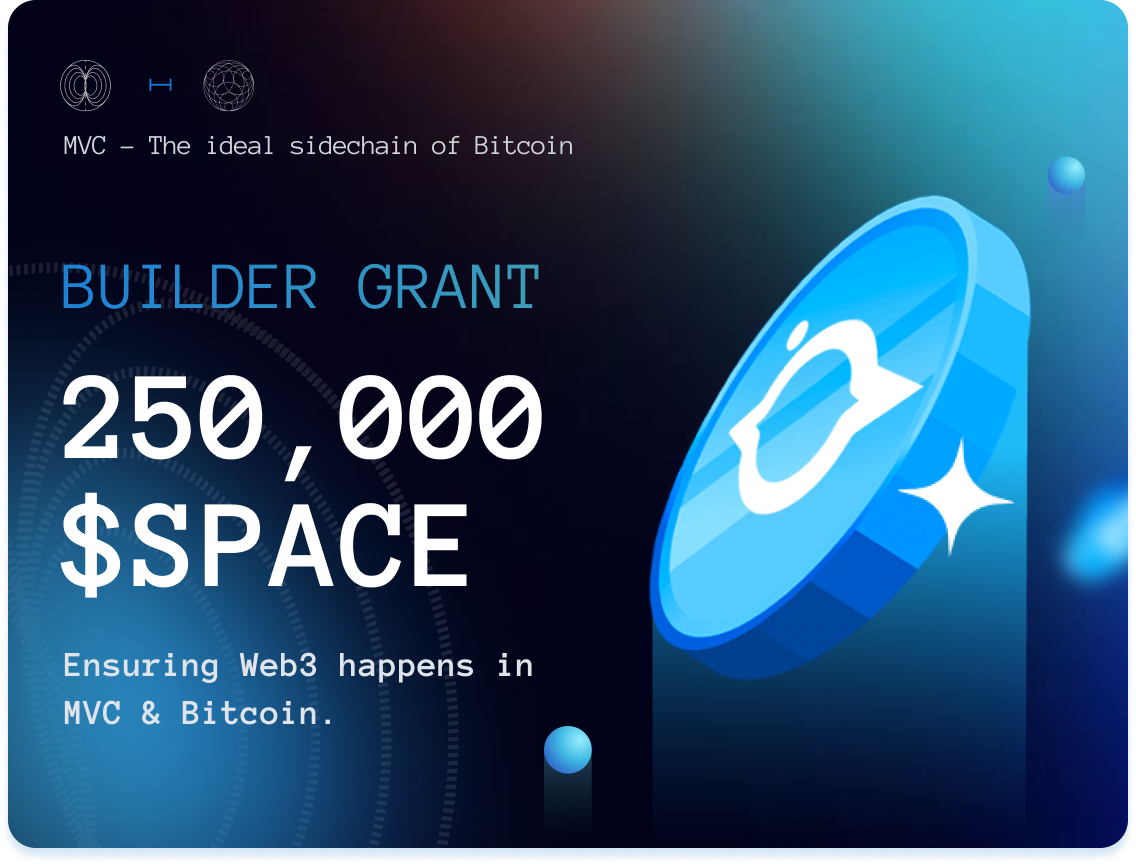 MVC – The ideal sidechain of Bitcoin
BUILDER GRANT
250,000
$SPACE
Ensuring Web3 happens in
MVC & Bitcoin.